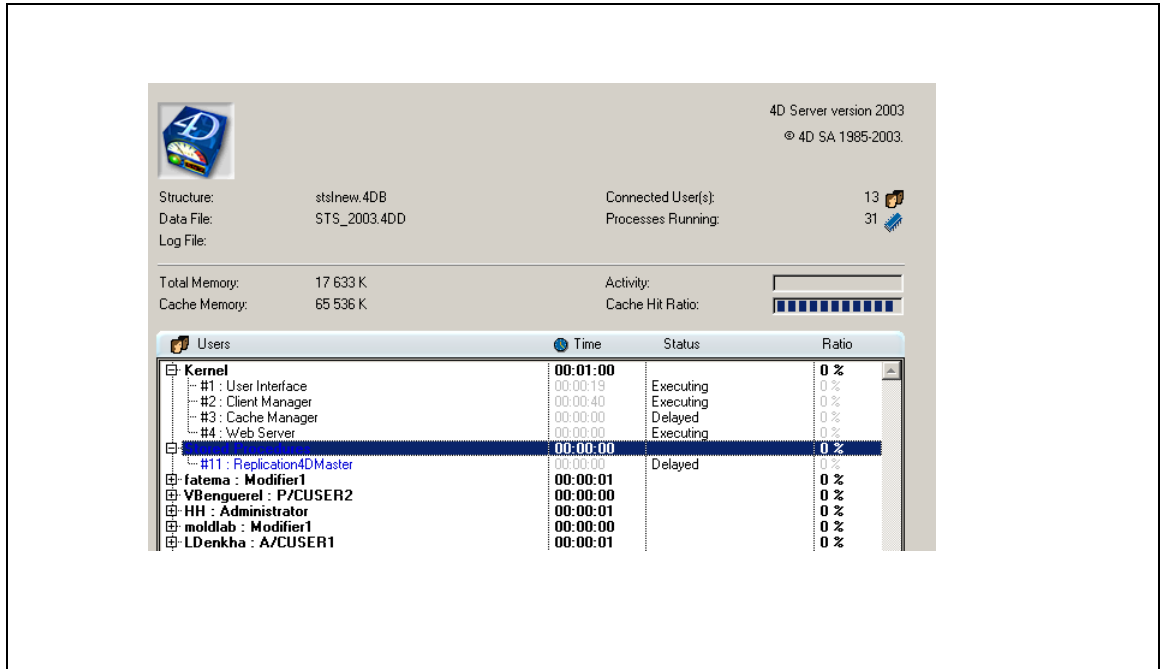 4D
4D Server version 2003
© 4D SA 1985-2003.
Structure: stslnew.4DB Connected User(s): 13
Data File: STS_2003.4DD Processes Running: 31
Log File:
Total Memory: 17 633 K Activity:
Cache Memory: 65 536 K Cache Hit Ratio:
Users Time Status Ratio
Kernel 00:01:00 0 %
#1 : User Interface 00:00:19 Executing 0 %
#2 : Client Manager 00:00:40 Executing 0 %
#3 : Cache Manager 00:00:00 Delayed 0 %
#4 : Web Server 00:00:00 Executing 0 %
Stored Procedures 00:00:00 0 %
#11 : Replication4DMaster 00:00:00 Delayed 0 %
fatema : Modifier1 00:00:01 0 %
VBenguerel : P/CUSER2 00:00:00 0 %
HH : Administrator 00:00:01 0 %
moldlab : Modifier1 00:00:00 0 %
LDenkha : A/CUSER1 00:00:01 0 %